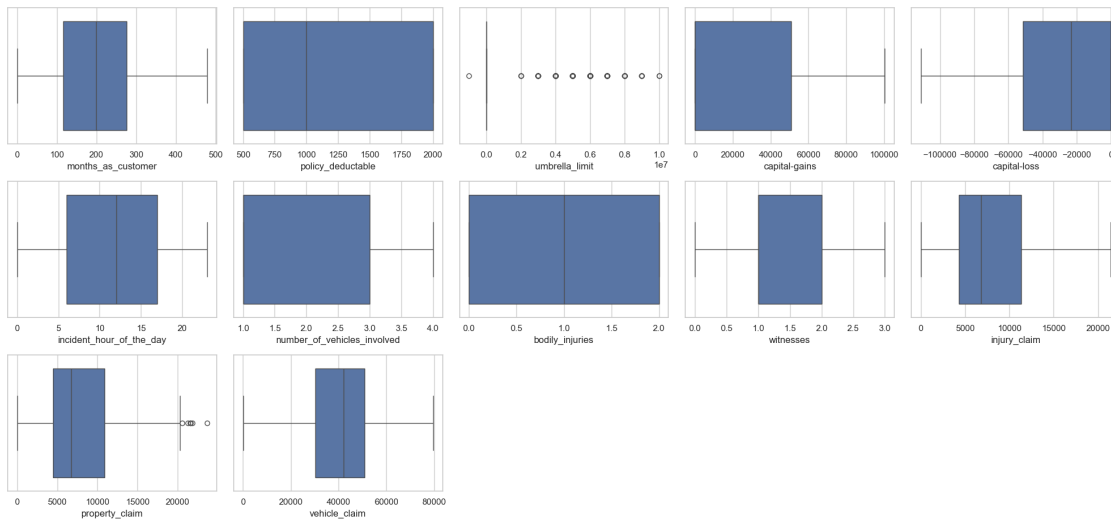 0 100 200 300 400 500
months_as_customer
500 750 1000 1250 1500 1750 2000
policy_deductable
0.0 0.2 0.4 0.6 0.8 1.0
1e7
umbrella_limit
0 20000 40000 60000 80000 100000
capital-gains
−100000 −80000 −60000 −40000 −20000
capital-loss
0 5 10 15 20
incident_hour_of_the_day
1.0 1.5 2.0 2.5 3.0 3.5 4.0
number_of_vehicles_involved
0.0 0.5 1.0 1.5 2.0
bodily_injuries
0.0 0.5 1.0 1.5 2.0 2.5 3.0
witnesses
0 5000 10000 15000 20000
injury_claim
0 5000 10000 15000 20000
property_claim
0 20000 40000 60000 80000
vehicle_claim